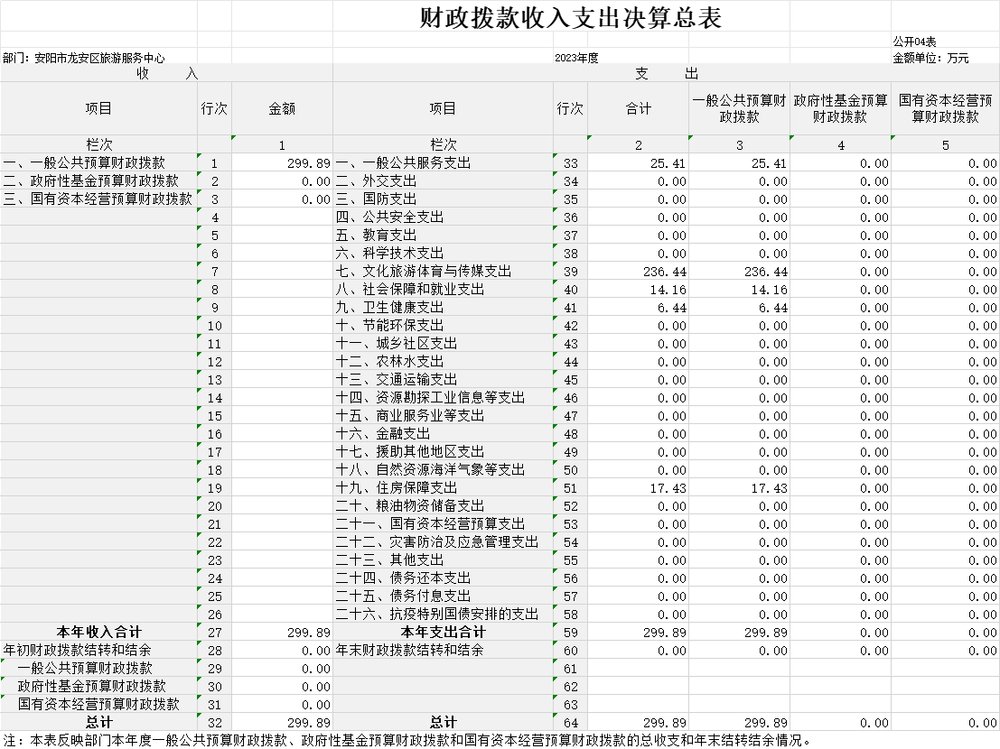 财政拨款收入支出决算总表
公开04表
部门：安阳市龙安区旅游服务中心 2023年度 金额单位：万元
收 入 支 出
项目 行次 金额 项目 行次 合计 一般公共预算财政拨款 政府性基金预算财政拨款 国有资本经营预算财政拨款
栏次 1 栏次 2 3 4 5
一、一般公共预算财政拨款 1 299.89 一、一般公共服务支出 33 25.41 25.41 0.00 0.00
二、政府性基金预算财政拨款 2 0.00 二、外交支出 34 0.00 0.00 0.00 0.00
三、国有资本经营预算财政拨款 3 0.00 三、国防支出 35 0.00 0.00 0.00 0.00
4 四、公共安全支出 36 0.00 0.00 0.00 0.00
5 五、教育支出 37 0.00 0.00 0.00 0.00
6 六、科学技术支出 38 0.00 0.00 0.00 0.00
7 七、文化旅游体育与传媒支出 39 236.44 236.44 0.00 0.00
8 八、社会保障和就业支出 40 14.16 14.16 0.00 0.00
9 九、卫生健康支出 41 6.44 6.44 0.00 0.00
10 十、节能环保支出 42 0.00 0.00 0.00 0.00
11 十一、城乡社区支出 43 0.00 0.00 0.00 0.00
12 十二、农林水支出 44 0.00 0.00 0.00 0.00
13 十三、交通运输支出 45 0.00 0.00 0.00 0.00
14 十四、资源勘探工业信息等支出 46 0.00 0.00 0.00 0.00
15 十五、商业服务业等支出 47 0.00 0.00 0.00 0.00
16 十六、金融支出 48 0.00 0.00 0.00 0.00
17 十七、援助其他地区支出 49 0.00 0.00 0.00 0.00
18 十八、自然资源海洋气象等支出 50 0.00 0.00 0.00 0.00
19 十九、住房保障支出 51 17.43 17.43 0.00 0.00
20 二十、粮油物资储备支出 52 0.00 0.00 0.00 0.00
21 二十一、国有资本经营预算支出 53 0.00 0.00 0.00 0.00
22 二十二、灾害防治及应急管理支出 54 0.00 0.00 0.00 0.00
23 二十三、其他支出 55 0.00 0.00 0.00 0.00
24 二十四、债务还本支出 56 0.00 0.00 0.00 0.00
25 二十五、债务付息支出 57 0.00 0.00 0.00 0.00
26 二十六、抗疫特别国债安排的支出 58 0.00 0.00 0.00 0.00
本年收入合计 27 299.89 本年支出合计 59 299.89 299.89 0.00 0.00
年初财政拨款结转和结余 28 0.00 年末财政拨款结转和结余 60 0.00 0.00 0.00 0.00
一般公共预算财政拨款 29 0.00 61
政府性基金预算财政拨款 30 0.00 62
国有资本经营预算财政拨款 31 0.00 63
总计 32 299.89 总计 64 299.89 299.89 0.00 0.00
注：本表反映部门本年度一般公共预算财政拨款、政府性基金预算财政拨款和国有资本经营预算财政拨款的总收支和年末结转结余情况。